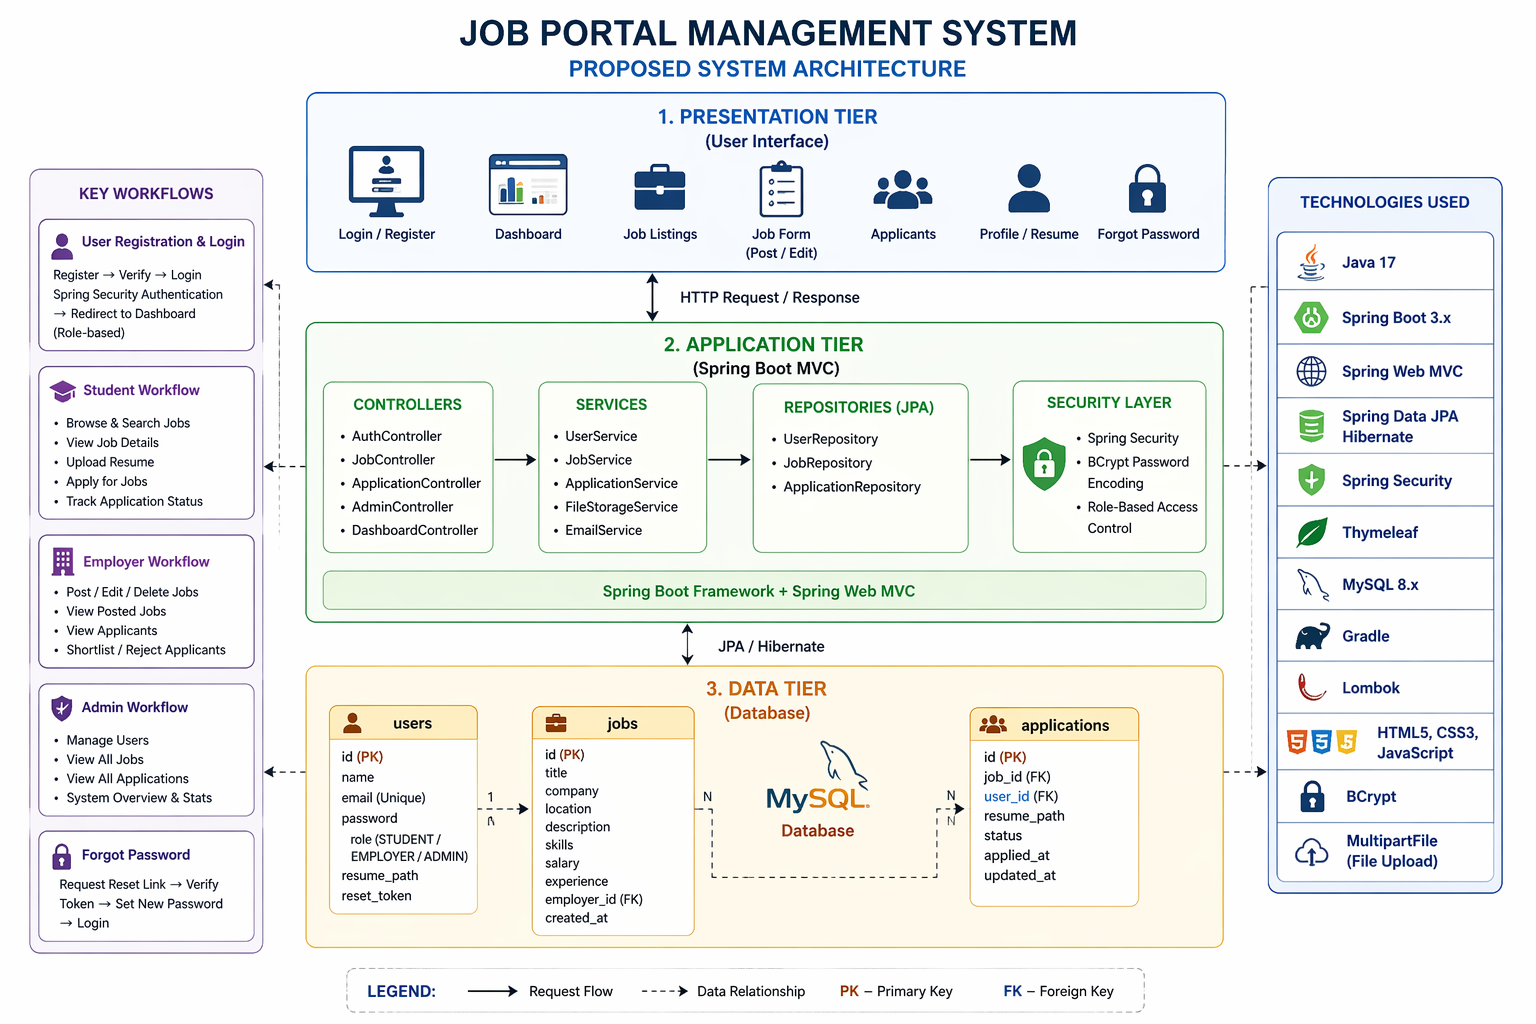 JOB PORTAL MANAGEMENT SYSTEM
PROPOSED SYSTEM ARCHITECTURE
1. PRESENTATION TIER
(User Interface)
Login / Register
Dashboard
Job Listings
Job Form
(Post / Edit)
Applicants
Profile / Resume
Forgot Password
HTTP Request / Response
KEY WORKFLOWS
User Registration & Login
Register → Verify → Login
Spring Security Authentication
→ Redirect to Dashboard
(Role-based)
Student Workflow
• Browse & Search Jobs
• View Job Details
• Upload Resume
• Apply for Jobs
• Track Application Status
Employer Workflow
• Post / Edit / Delete Jobs
• View Posted Jobs
• View Applicants
• Shortlist / Reject Applicants
Admin Workflow
• Manage Users
• View All Jobs
• View All Applications
• System Overview & Stats
Forgot Password
Request Reset Link → Verify
Token → Set New Password
→ Login
2. APPLICATION TIER
(Spring Boot MVC)
CONTROLLERS
• AuthController
• JobController
• ApplicationController
• AdminController
• DashboardController
SERVICES
• UserService
• JobService
• ApplicationService
• FileStorageService
• EmailService
REPOSITORIES (JPA)
• UserRepository
• JobRepository
• ApplicationRepository
SECURITY LAYER
• Spring Security
• BCrypt Password
Encoding
• Role-Based Access
Control
Spring Boot Framework + Spring Web MVC
JPA / Hibernate
3. DATA TIER
(Database)
users
id (PK)
name
email (Unique)
password
role (STUDENT /
EMPLOYER / ADMIN)
resume_path
reset_token
1
jobs
id (PK)
title
company
location
description
skills
salary
experience
employer_id (FK)
created_at
N
MySQL
Database
N
N
applications
id (PK)
job_id (FK)
user_id (FK)
resume_path
status
applied_at
updated_at
TECHNOLOGIES USED
Java 17
Spring Boot 3.x
Spring Web MVC
Spring Data JPA
Hibernate
Spring Security
Thymeleaf
MySQL 8.x
Gradle
Lombok
5 3 5
HTML5, CSS3,
JavaScript
BCrypt
MultipartFile
(File Upload)
LEGEND:
Request Flow
Data Relationship
PK – Primary Key
FK – Foreign Key